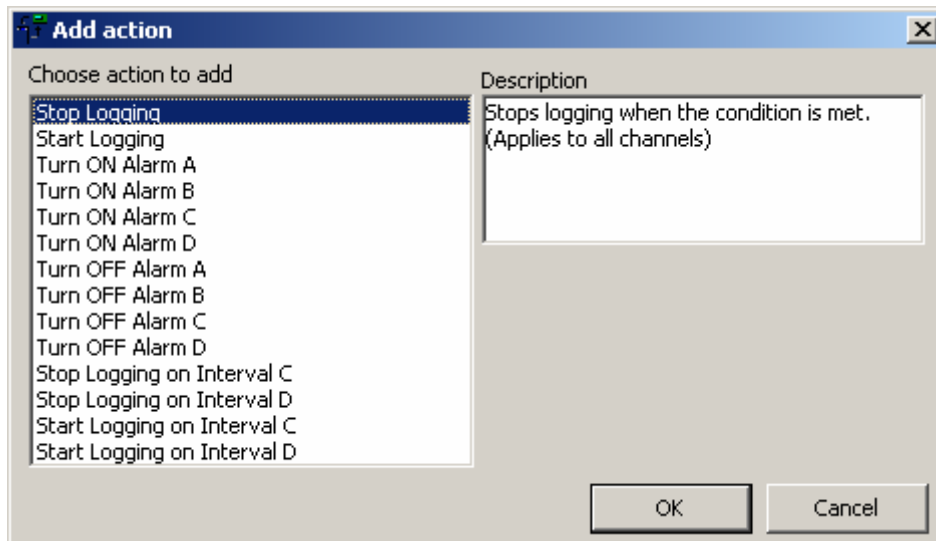 Add action
Choose action to add
Stop Logging
Start Logging
Turn ON Alarm A
Turn ON Alarm B
Turn ON Alarm C
Turn ON Alarm D
Turn OFF Alarm A
Turn OFF Alarm B
Turn OFF Alarm C
Turn OFF Alarm D
Stop Logging on Interval C
Stop Logging on Interval D
Start Logging on Interval C
Start Logging on Interval D
Description
Stops logging when the condition is met.
(Applies to all channels)
OK
Cancel